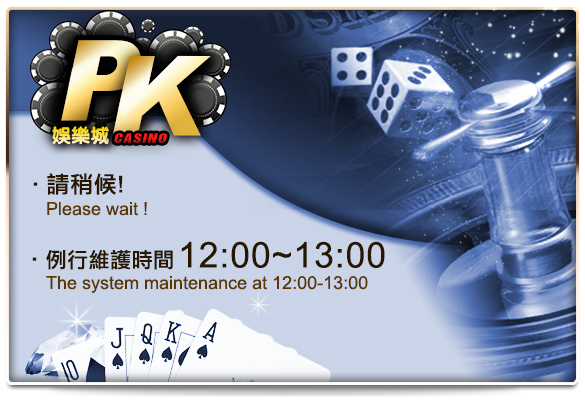 PK
娛樂城 CASINO
· 請稍候!
Please wait !
· 例行維護時間 12:00~13:00
The system maintenance at 12:00-13:00
10 J Q K A